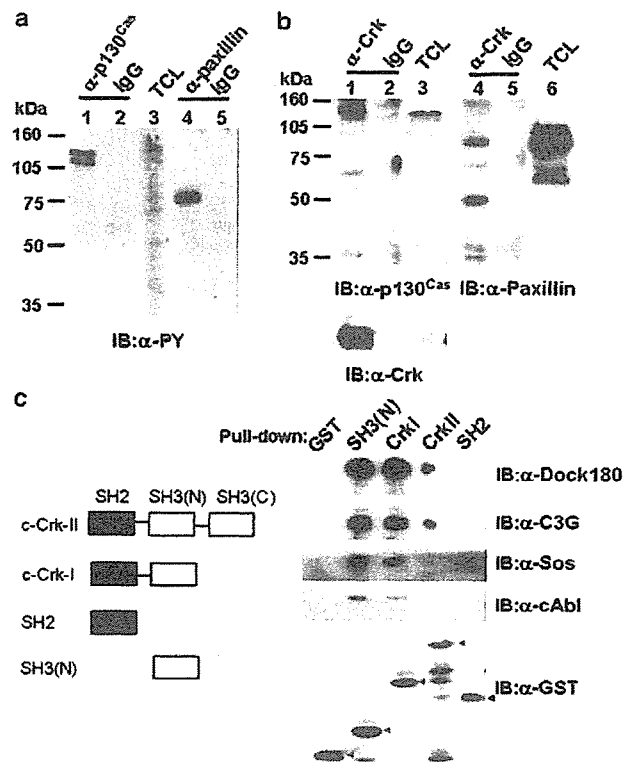 a
α-p130Cas IgG TCL α-paxillin IgG
kDa 1 2 3 4 5
160
105
75
50
35
IB:α-PY
b
α-Crk IgG TCL α-Crk IgG TCL
kDa 1 2 3 4 5 6
160
105
75
50
35
IB:α-p130Cas IB:α-Paxillin
IB:α-Crk
c
Pull-down: GST SH3(N) CrkI CrkII SH2
IB:α-Dock180
IB:α-C3G
IB:α-Sos
IB:α-cAbl
IB:α-GST
SH2 SH3(N) SH3(C)
c-Crk-II
c-Crk-I
SH2
SH3(N)